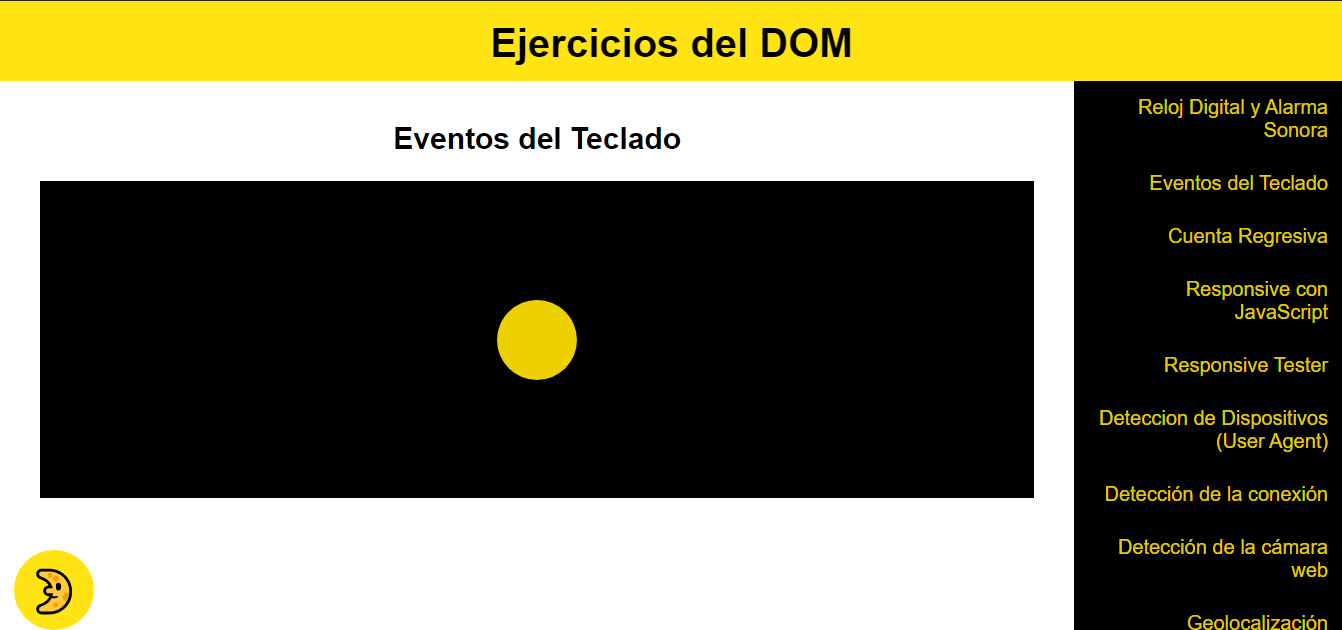 Ejercicios del DOM
Eventos del Teclado
Reloj Digital y Alarma
Sonora
Eventos del Teclado
Cuenta Regresiva
Responsive con
JavaScript
Responsive Tester
Deteccion de Dispositivos
(User Agent)
Detección de la conexión
Detección de la cámara
web
Geolocalización